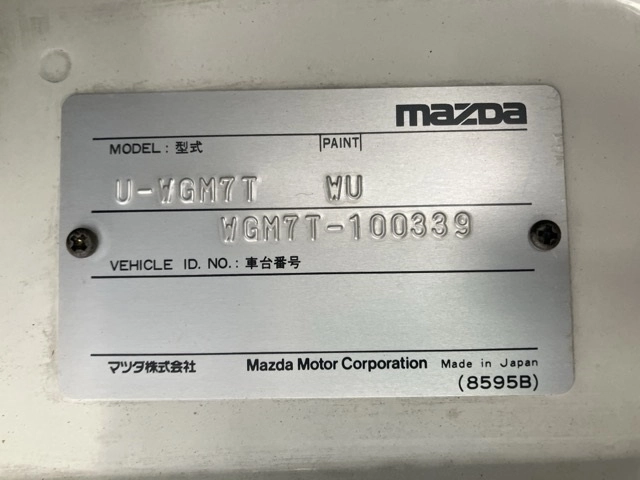 mazda
MODEL : 型式 |PAINT|
U-WGM7T WU
WGM7T-100339
VEHICLE ID. NO. : 車台番号
マツダ株式会社 Mazda Motor Corporation Made in Japan
(8595B)